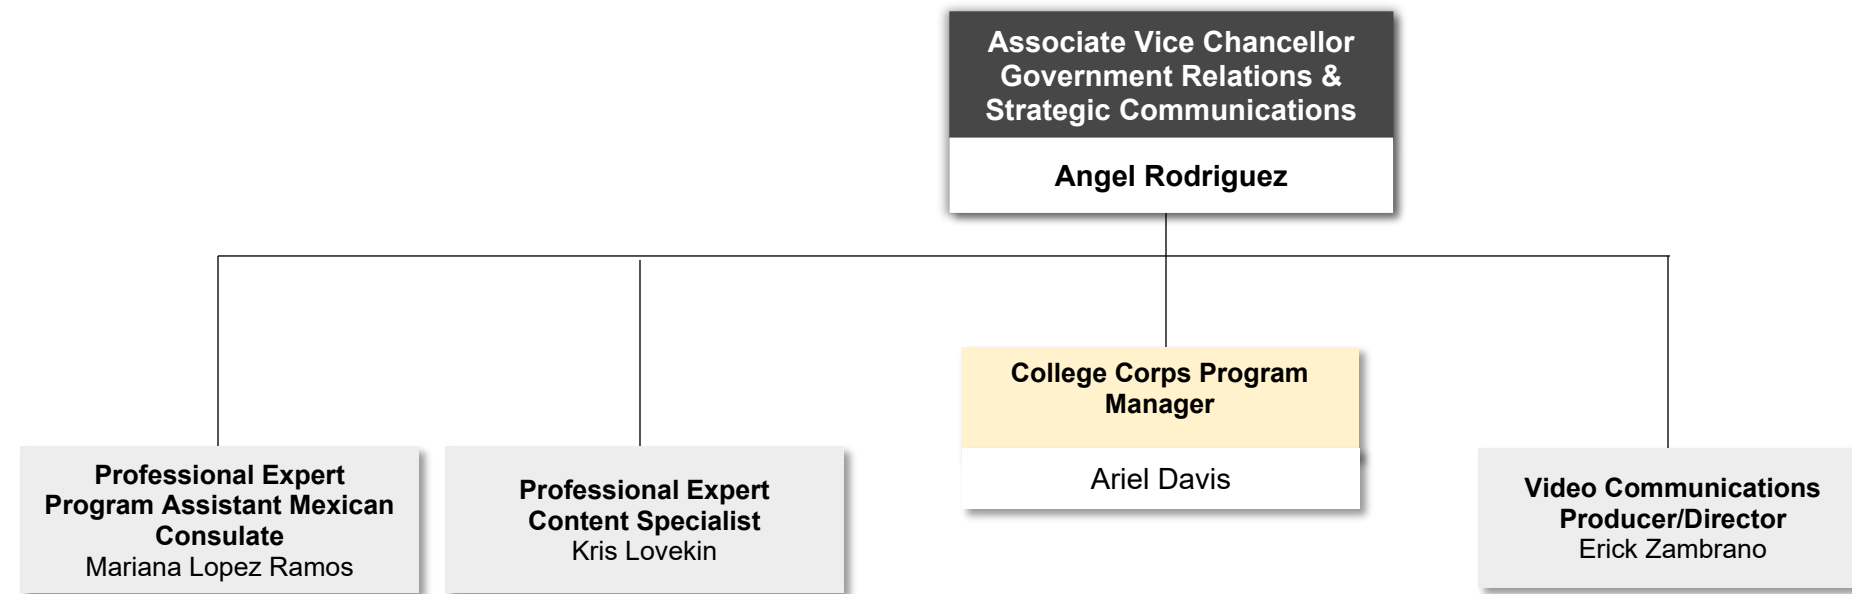 Associate Vice Chancellor
Government Relations &
Strategic Communications
Angel Rodriguez
College Corps Program
Manager
Ariel Davis
Professional Expert
Program Assistant Mexican
Consulate
Mariana Lopez Ramos
Professional Expert
Content Specialist
Kris Lovekin
Video Communications
Producer/Director
Erick Zambrano